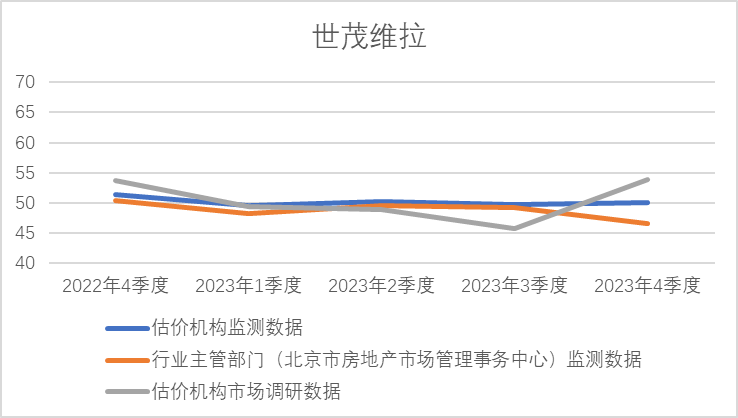 世茂维拉
70
65
60
55
50
45
40
2022年4季度 2023年1季度 2023年2季度 2023年3季度 2023年4季度
估价机构监测数据
行业主管部门（北京市房地产市场管理事务中心）监测数据
估价机构市场调研数据